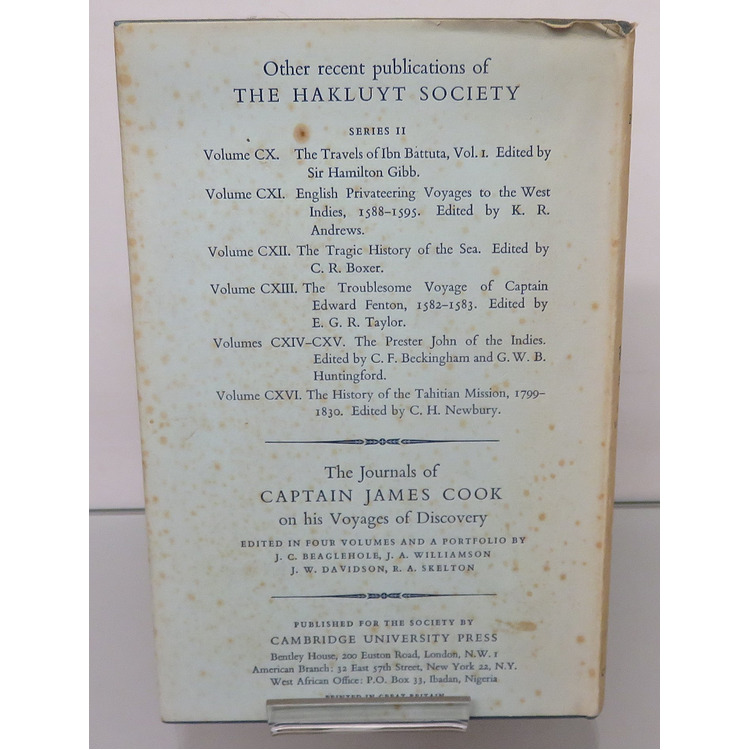 Other recent publications of
THE HAKLUYT SOCIETY
SERIES II
Volume CX. The Travels of Ibn Battuta, Vol. I. Edited by
Sir Hamilton Gibb.
Volume CXI. English Privateering Voyages to the West
Indies, 1588–1595. Edited by K. R.
Andrews.
Volume CXII. The Tragic History of the Sea. Edited by
C. R. Boxer.
Volume CXIII. The Troublesome Voyage of Captain
Edward Fenton, 1582–1583. Edited by
E. G. R. Taylor.
Volumes CXIV–CXV. The Prester John of the Indies.
Edited by C. F. Beckingham and G. W. B.
Huntingford.
Volume CXVI. The History of the Tahitian Mission, 1799–
1830. Edited by C. H. Newbury.
The Journals of
CAPTAIN JAMES COOK
on his Voyages of Discovery
EDITED IN FOUR VOLUMES AND A PORTFOLIO BY
J. C. BEAGLEHOLE, J. A. WILLIAMSON
J. W. DAVIDSON, R. A. SKELTON
PUBLISHED FOR THE SOCIETY BY
CAMBRIDGE UNIVERSITY PRESS
Bentley House, 200 Euston Road, London, N.W. 1
American Branch: 32 East 57th Street, New York 22, N.Y.
West African Office: P.O. Box 33, Ibadan, Nigeria
PRINTED IN GREAT BRITAIN